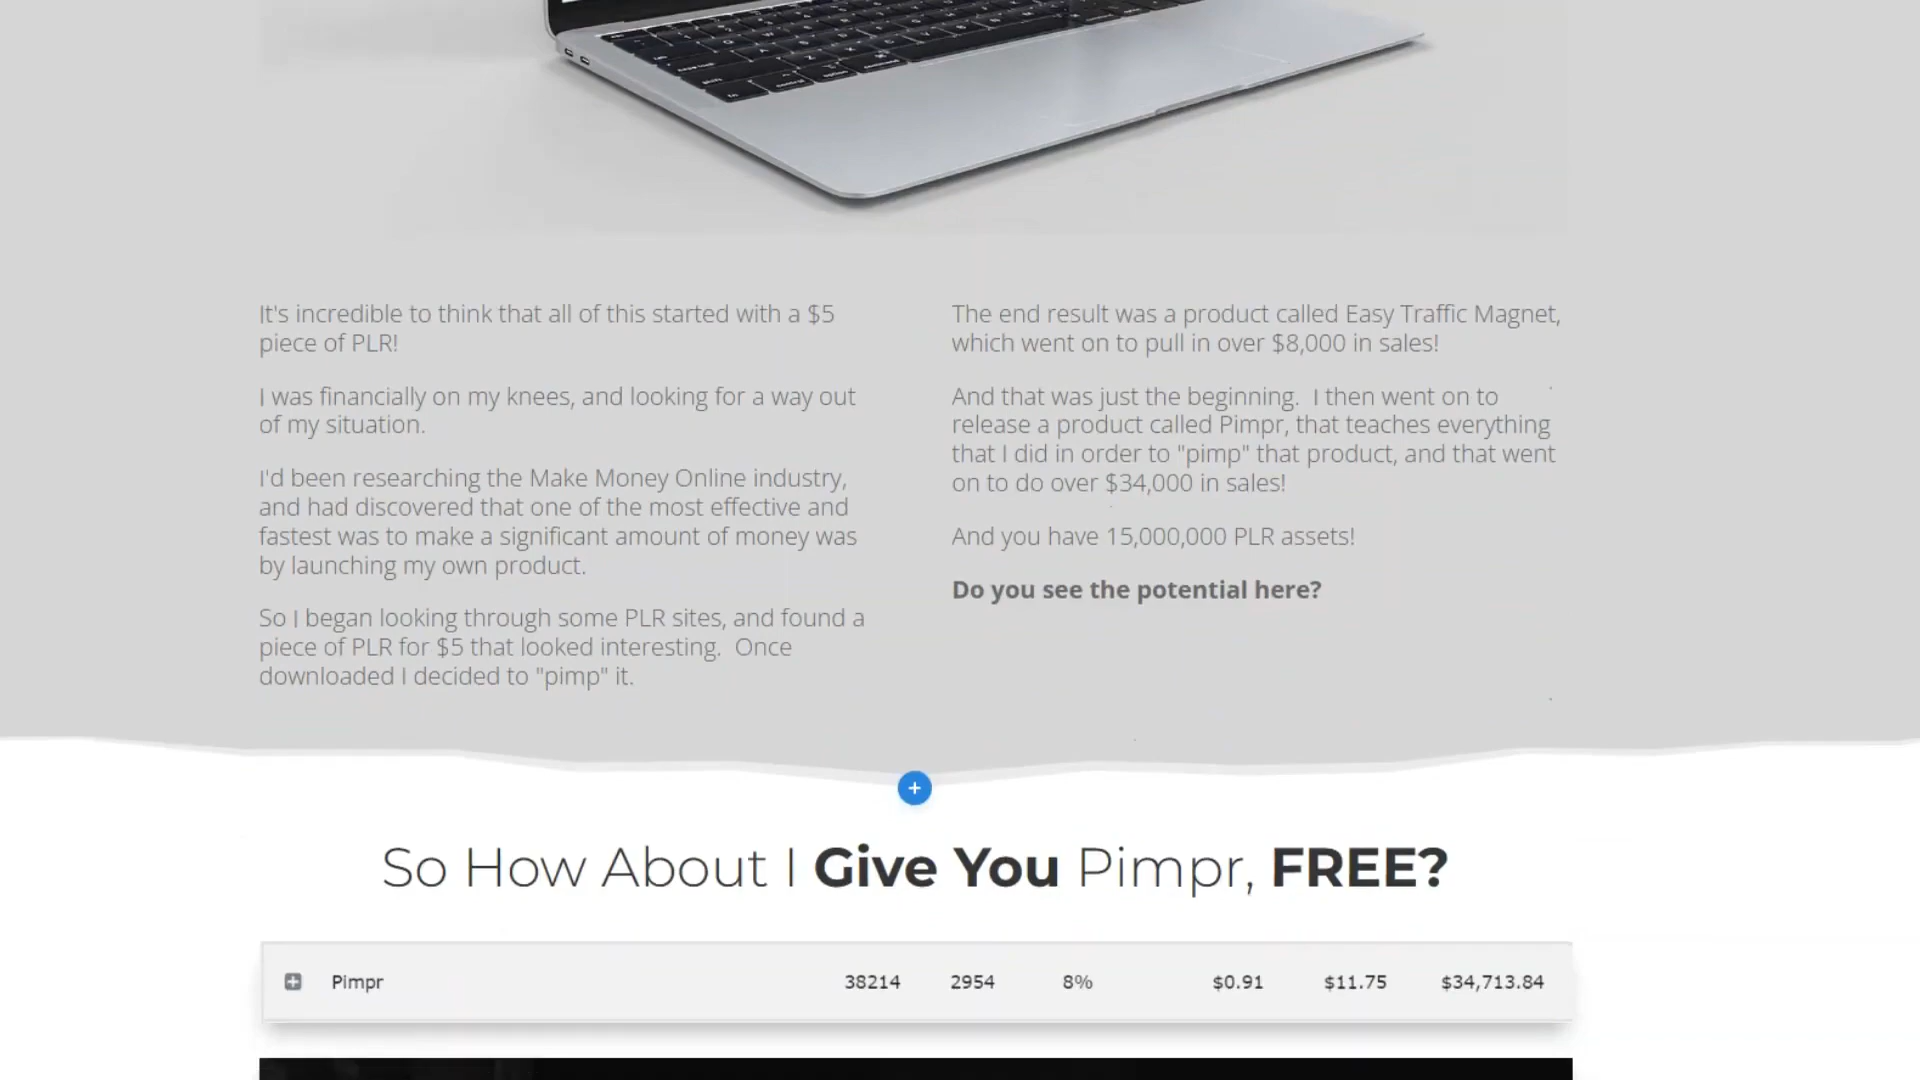 It's incredible to think that all of this started with a $5
piece of PLR!
I was financially on my knees, and looking for a way out
of my situation.
I'd been researching the Make Money Online industry,
and had discovered that one of the most effective and
fastest was to make a significant amount of money was
by launching my own product.
So I began looking through some PLR sites, and found a
piece of PLR for $5 that looked interesting.  Once
downloaded I decided to "pimp" it.
The end result was a product called Easy Traffic Magnet,
which went on to pull in over $8,000 in sales!
And that was just the beginning.  I then went on to
release a product called Pimpr, that teaches everything
that I did in order to "pimp" that product, and that went
on to do over $34,000 in sales!
And you have 15,000,000 PLR assets!
Do you see the potential here?
So How About I Give You Pimpr, FREE?
Pimpr 38214 2954 8% $0.91 $11.75 $34,713.84